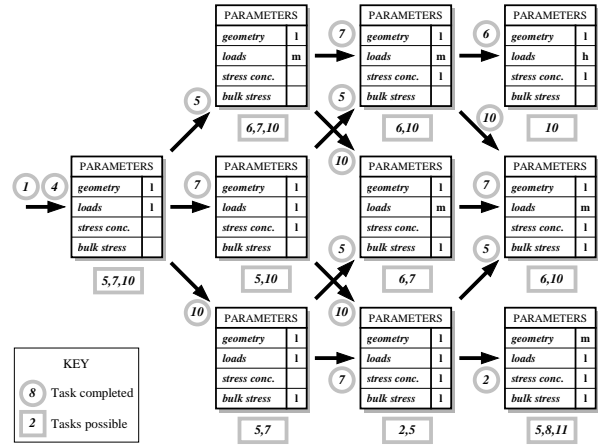 PARAMETERS
geometry l
loads m
stress conc.
bulk stress
6,7,10
PARAMETERS
geometry l
loads m
stress conc. l
bulk stress
6,10
PARAMETERS
geometry l
loads h
stress conc. l
bulk stress
10
7
6
5
5
10
10
1 4
PARAMETERS
geometry l
loads l
stress conc.
bulk stress
5,7,10
7
PARAMETERS
geometry l
loads l
stress conc. l
bulk stress
5,10
PARAMETERS
geometry l
loads m
stress conc.
bulk stress l
6,7
7
PARAMETERS
geometry l
loads m
stress conc. l
bulk stress l
6,10
10
5
10
5
PARAMETERS
geometry l
loads l
stress conc.
bulk stress l
5,7
7
PARAMETERS
geometry l
loads l
stress conc. l
bulk stress l
2,5
2
PARAMETERS
geometry m
loads l
stress conc. l
bulk stress l
5,8,11
KEY
8 Task completed
2 Tasks possible